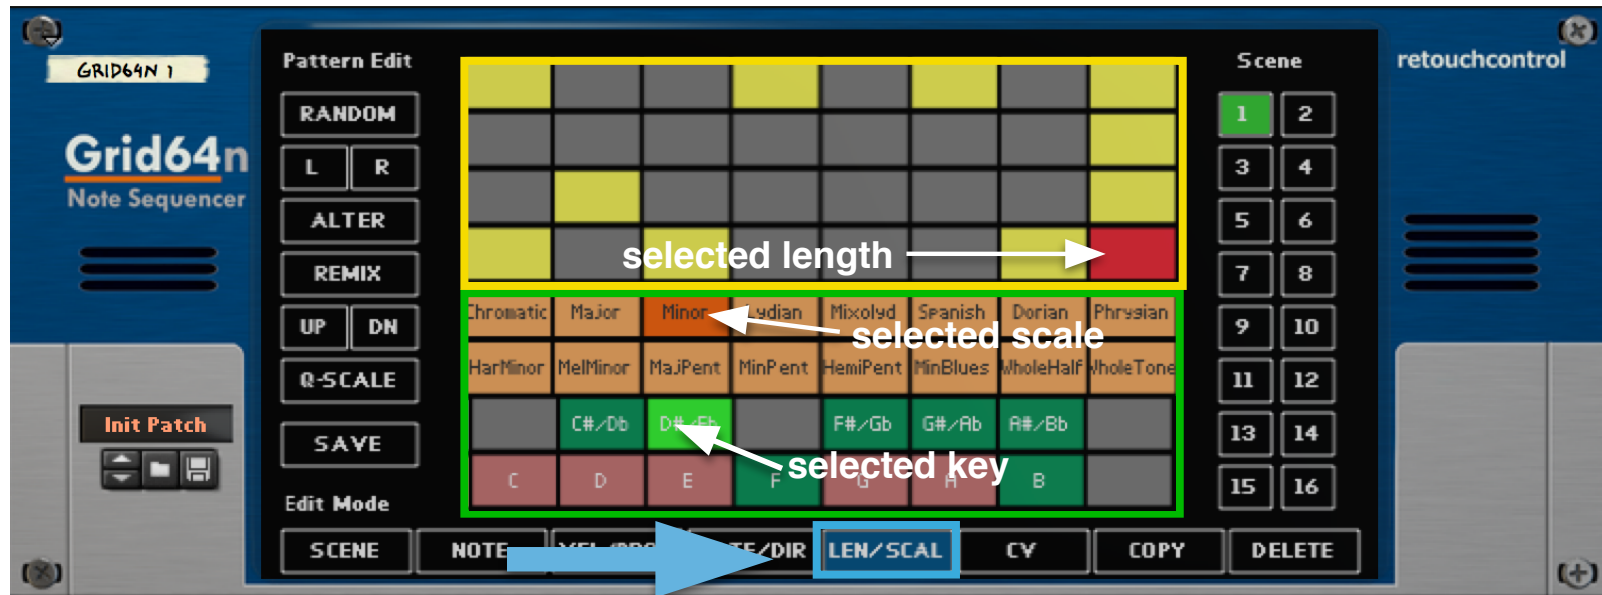 GRID64N 1
Grid64n
Note Sequencer
Init Patch
Pattern Edit
RANDOM
L R
ALTER
REMIX
UP DN
Q-SCALE
SAVE
Edit Mode
selected length
Chromatic Major Minor Lydian Mixolyd Spanish Dorian Phrygian
selected scale
HarMinor MelMinor MajPent MinPent HemiPent MinBlues WholeHalf WholeTone
C#/Db D#/Eb F#/Gb G#/Ab A#/Bb
selected key
C D E F G A B
SCENE NOTE LEN/SCAL CV COPY DELETE
Scene
1 2
3 4
5 6
7 8
9 10
11 12
13 14
15 16
retouchcontrol